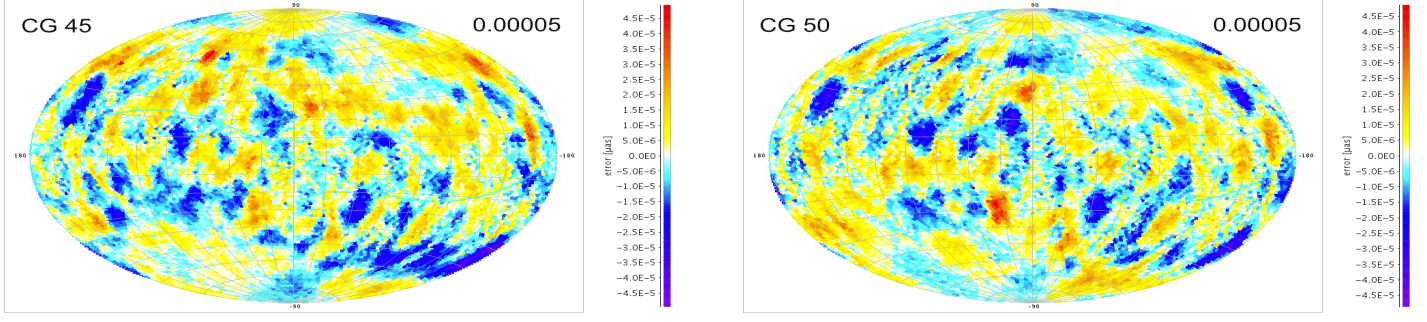 CG 45
0.00005
90
180
-180
-90
4.5E-5
4.0E-5
3.5E-5
3.0E-5
2.5E-5
2.0E-5
1.5E-5
1.0E-5
5.0E-6
0.0E0
-5.0E-6
-1.0E-5
-1.5E-5
-2.0E-5
-2.5E-5
-3.0E-5
-3.5E-5
-4.0E-5
-4.5E-5
error [μas]
CG 50
0.00005
90
180
-180
-90
4.5E-5
4.0E-5
3.5E-5
3.0E-5
2.5E-5
2.0E-5
1.5E-5
1.0E-5
5.0E-6
0.0E0
-5.0E-6
-1.0E-5
-1.5E-5
-2.0E-5
-2.5E-5
-3.0E-5
-3.5E-5
-4.0E-5
-4.5E-5
error [μas]